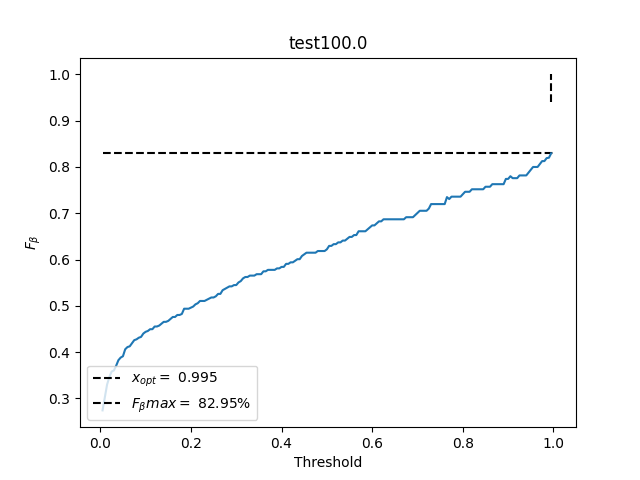 test100.0
1.0
0.9
0.8
0.7
0.6
0.5
0.4
0.3
F_β
x_opt = 0.995
F_β max = 82.95%
0.0 0.2 0.4 0.6 0.8 1.0
Threshold